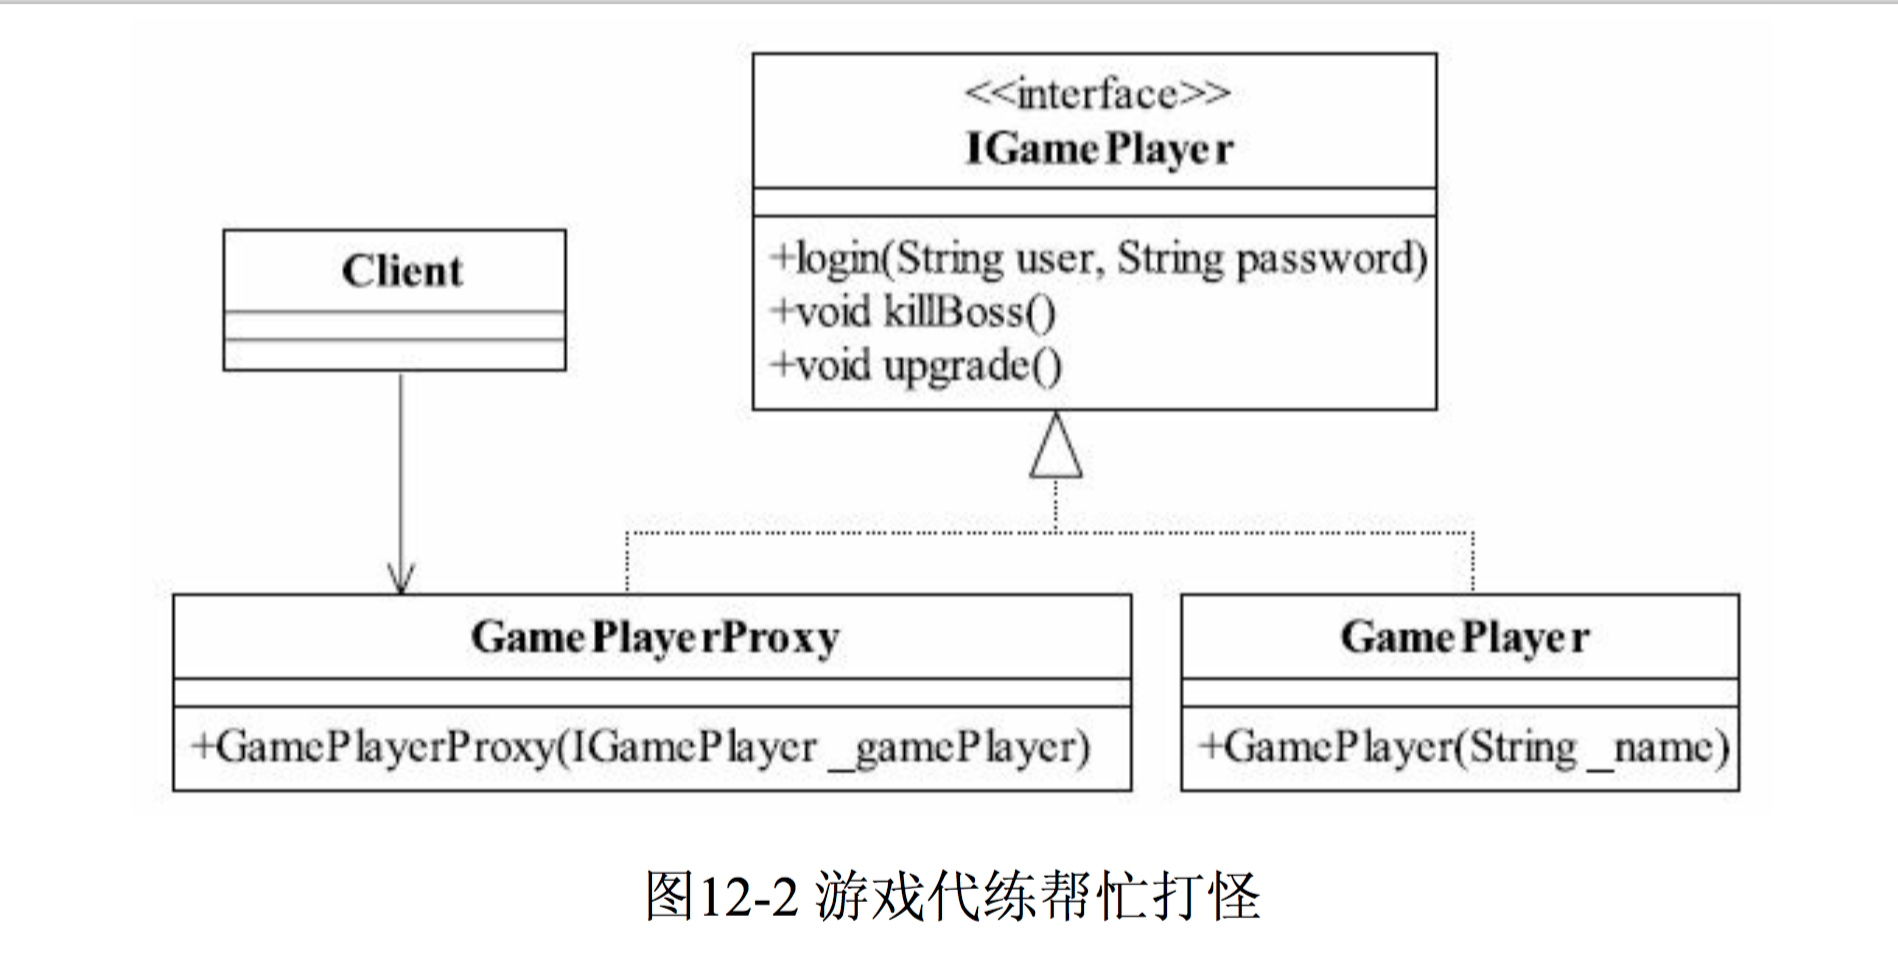 <<interface>>
IGamePlayer
+login(String user, String password)
+void killBoss()
+void upgrade()
Client
GamePlayerProxy
+GamePlayerProxy(IGamePlayer _gamePlayer)
GamePlayer
+GamePlayer(String _name)
图12-2 游戏代练帮忙打怪